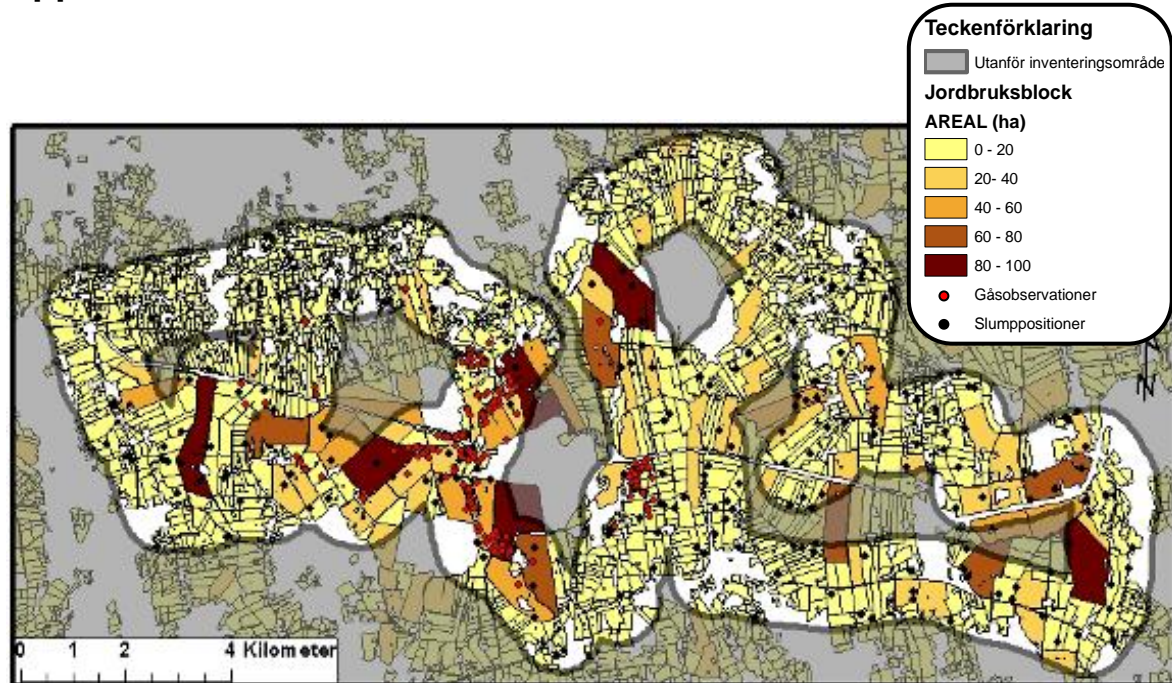 Teckenförklaring
Utanför inventeringsområde
Jordbruksblock
AREAL (ha)
0 - 20
20- 40
40 - 60
60 - 80
80 - 100
Gåsobservationer
Slumppositioner
N
0 1 2 4 Kilometer